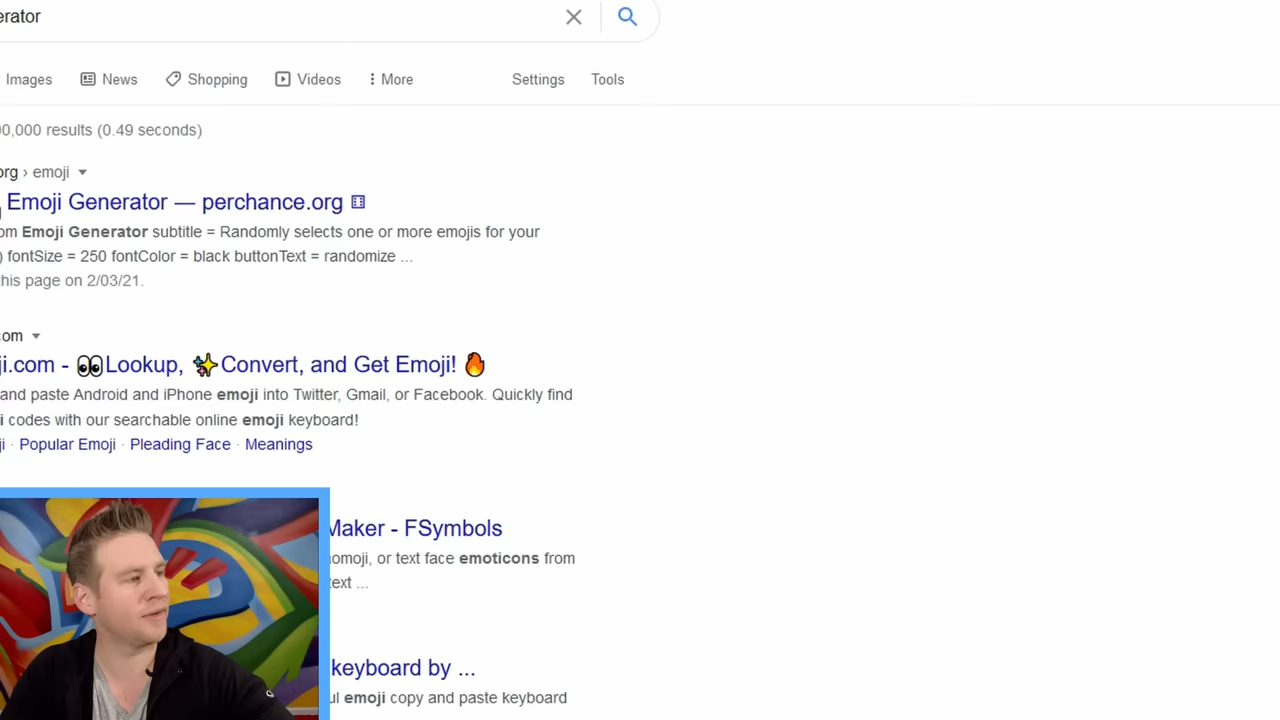 erator
Images News Shopping Videos More Settings Tools
00,000 results (0.49 seconds)
org › emoji
Emoji Generator — perchance.org
om Emoji Generator subtitle = Randomly selects one or more emojis for your
) fontSize = 250 fontColor = black buttonText = randomize ...
this page on 2/03/21.
com
ji.com - 👀Lookup, ✨Convert, and Get Emoji! 🔥
and paste Android and iPhone emoji into Twitter, Gmail, or Facebook. Quickly find
i codes with our searchable online emoji keyboard!
ji · Popular Emoji · Pleading Face · Meanings
Maker - FSymbols
omoji, or text face emoticons from
text ...
keyboard by ...
ul emoji copy and paste keyboard